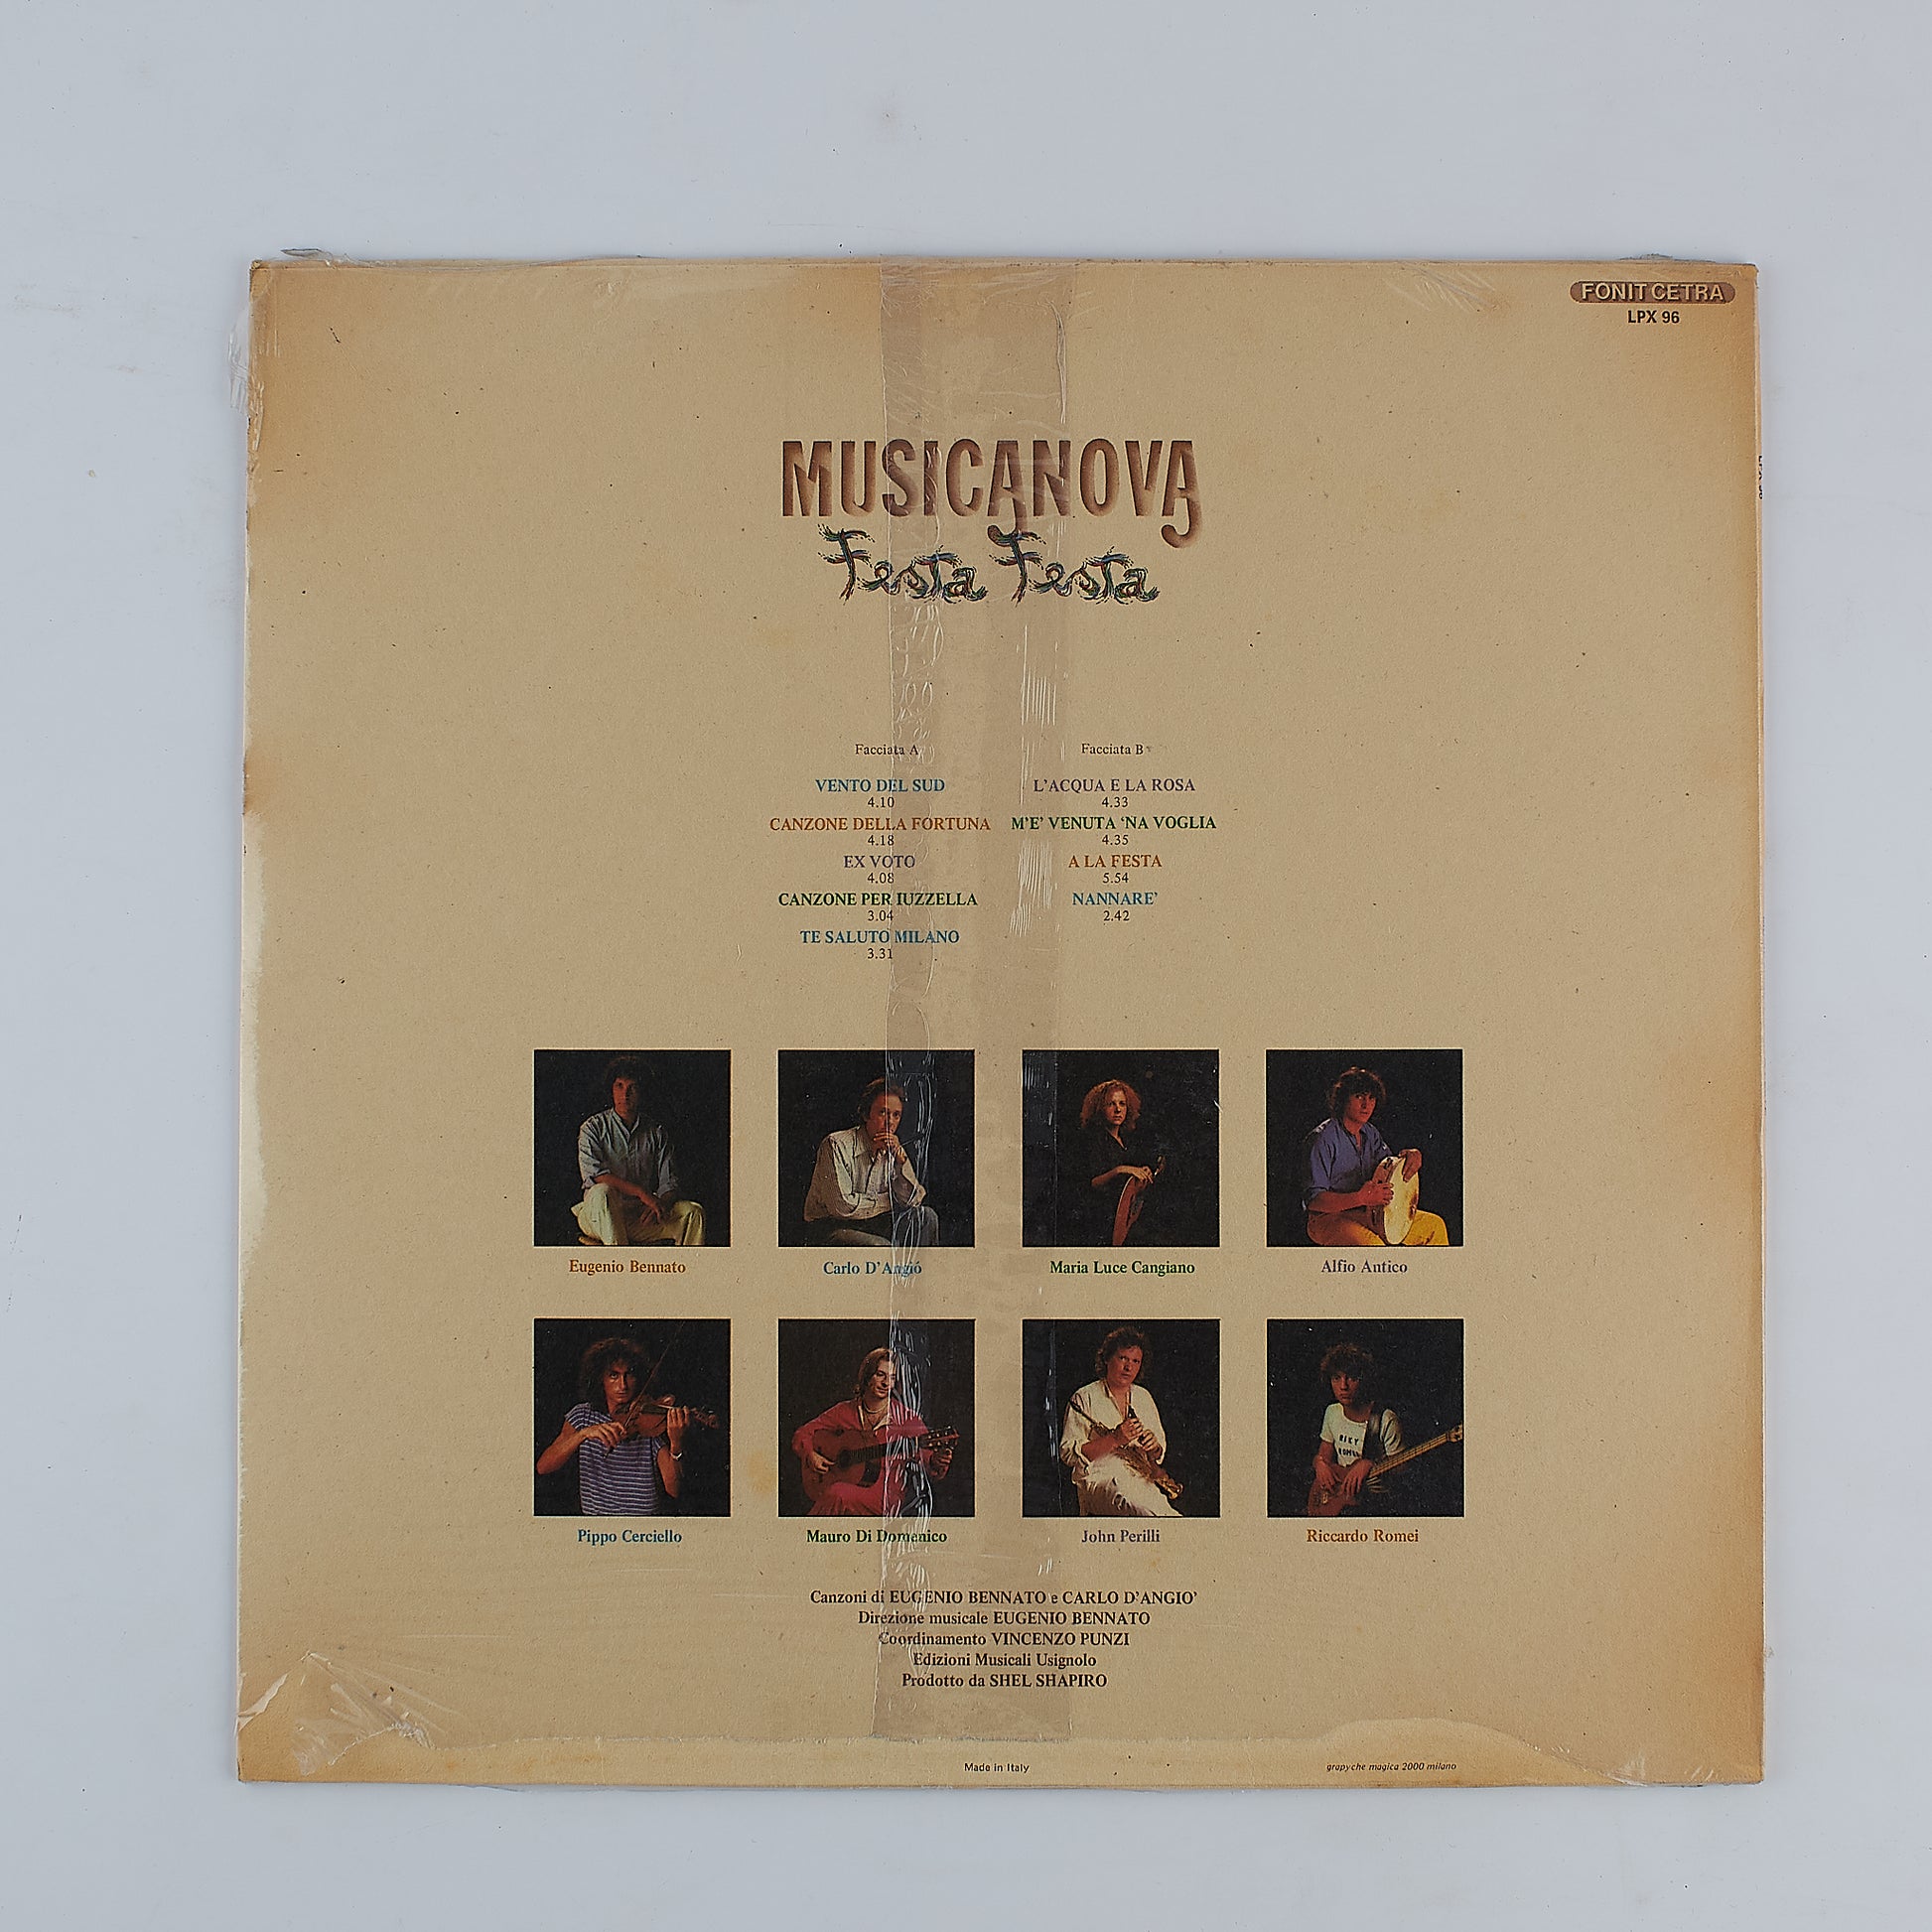 FONIT CETRA
LPX 96
MUSICANOVA
Festa Festa
Facciata A
VENTO DEL SUD
4.10
CANZONE DELLA FORTUNA
4.18
EX VOTO
4.08
CANZONE PER IUZZELLA
3.04
TE SALUTO MILANO
3.31
Facciata B
L'ACQUA E LA ROSA
4.33
M'E' VENUTA 'NA VOGLIA
4.35
A LA FESTA
5.54
NANNARE'
2.42
Eugenio Bennato
Carlo D'Angió
Maria Luce Cangiano
Alfio Antico
RIKY
Pippo Cerciello
Mauro Di Domenico
John Perilli
Riccardo Romei
Canzoni di EUGENIO BENNATO e CARLO D'ANGIO'
Direzione musicale EUGENIO BENNATO
Coordinamento VINCENZO PUNZI
Edizioni Musicali Usignolo
Prodotto da SHEL SHAPIRO
Made in Italy
grapyche magica 2000 milano